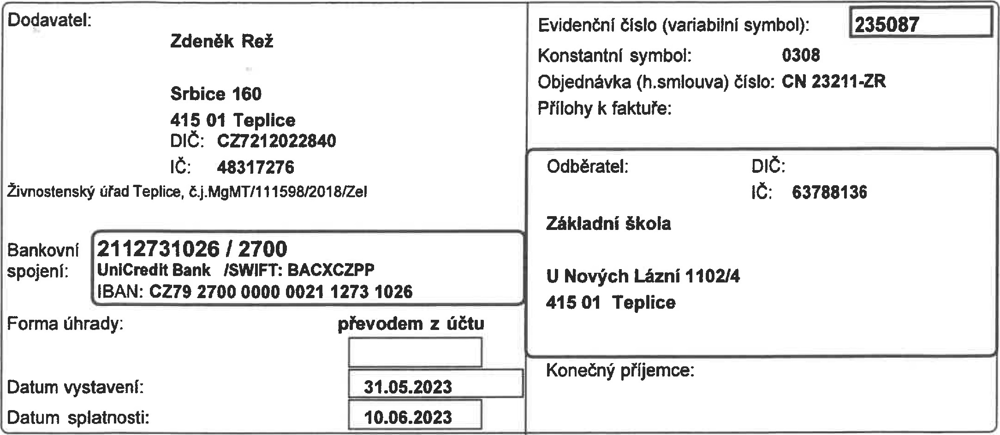 Dodavatel:
Zdeněk Rež
Srbice 160
415 01 Teplice
DIČ: CZ7212022840
IČ: 48317276
Živnostenský úřad Teplice, č.j.MgMT/111598/2018/Zel
Bankovní spojení:
2112731026 / 2700
UniCredit Bank /SWIFT: BACXCZPP
IBAN: CZ79 2700 0000 0021 1273 1026
Forma úhrady: převodem z účtu
Datum vystavení: 31.05.2023
Datum splatnosti: 10.06.2023
Evidenční číslo (variabilní symbol): 235087
Konstantní symbol: 0308
Objednávka (h.smlouva) číslo: CN 23211-ZR
Přílohy k faktuře:
Odběratel: DIČ:
IČ: 63788136
Základní škola
U Nových Lázní 1102/4
415 01 Teplice
Konečný příjemce: